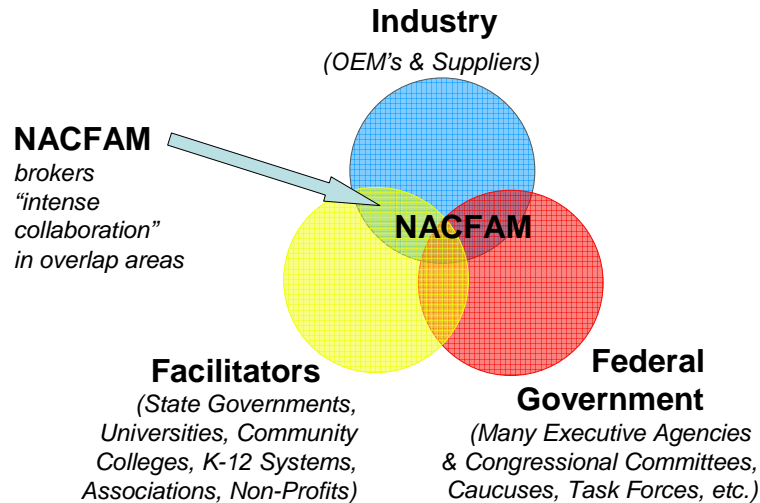 Industry
(OEM's & Suppliers)
NACFAM
brokers
“intense
collaboration”
in overlap areas
NACFAM
Facilitators
(State Governments,
Universities, Community
Colleges, K-12 Systems,
Associations, Non-Profits)
Federal
Government
(Many Executive Agencies
& Congressional Committees,
Caucuses, Task Forces, etc.)